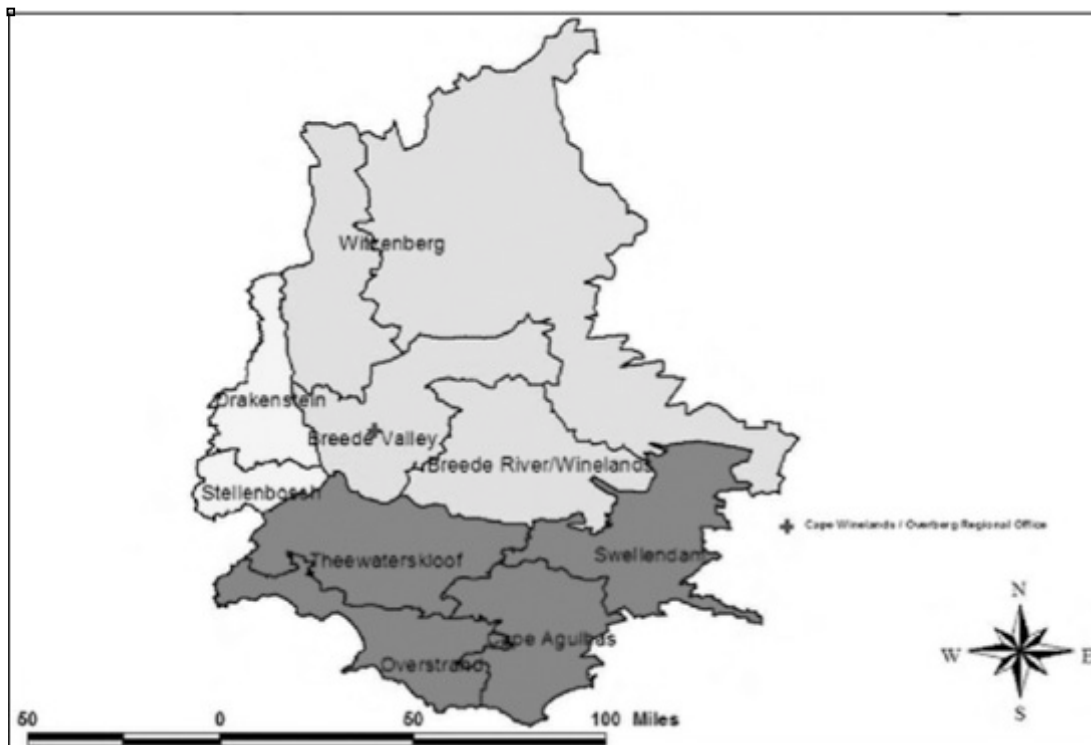 Witzenberg
Drakenstein
Breede Valley
Breede River/Winelands
Stellenbossh
Cape Winelands / Overberg Regional Office
Theewaterskloof
Swellendam
Cape Agulhas
Overstrand
N
W E
S
50 0 50 100 Miles